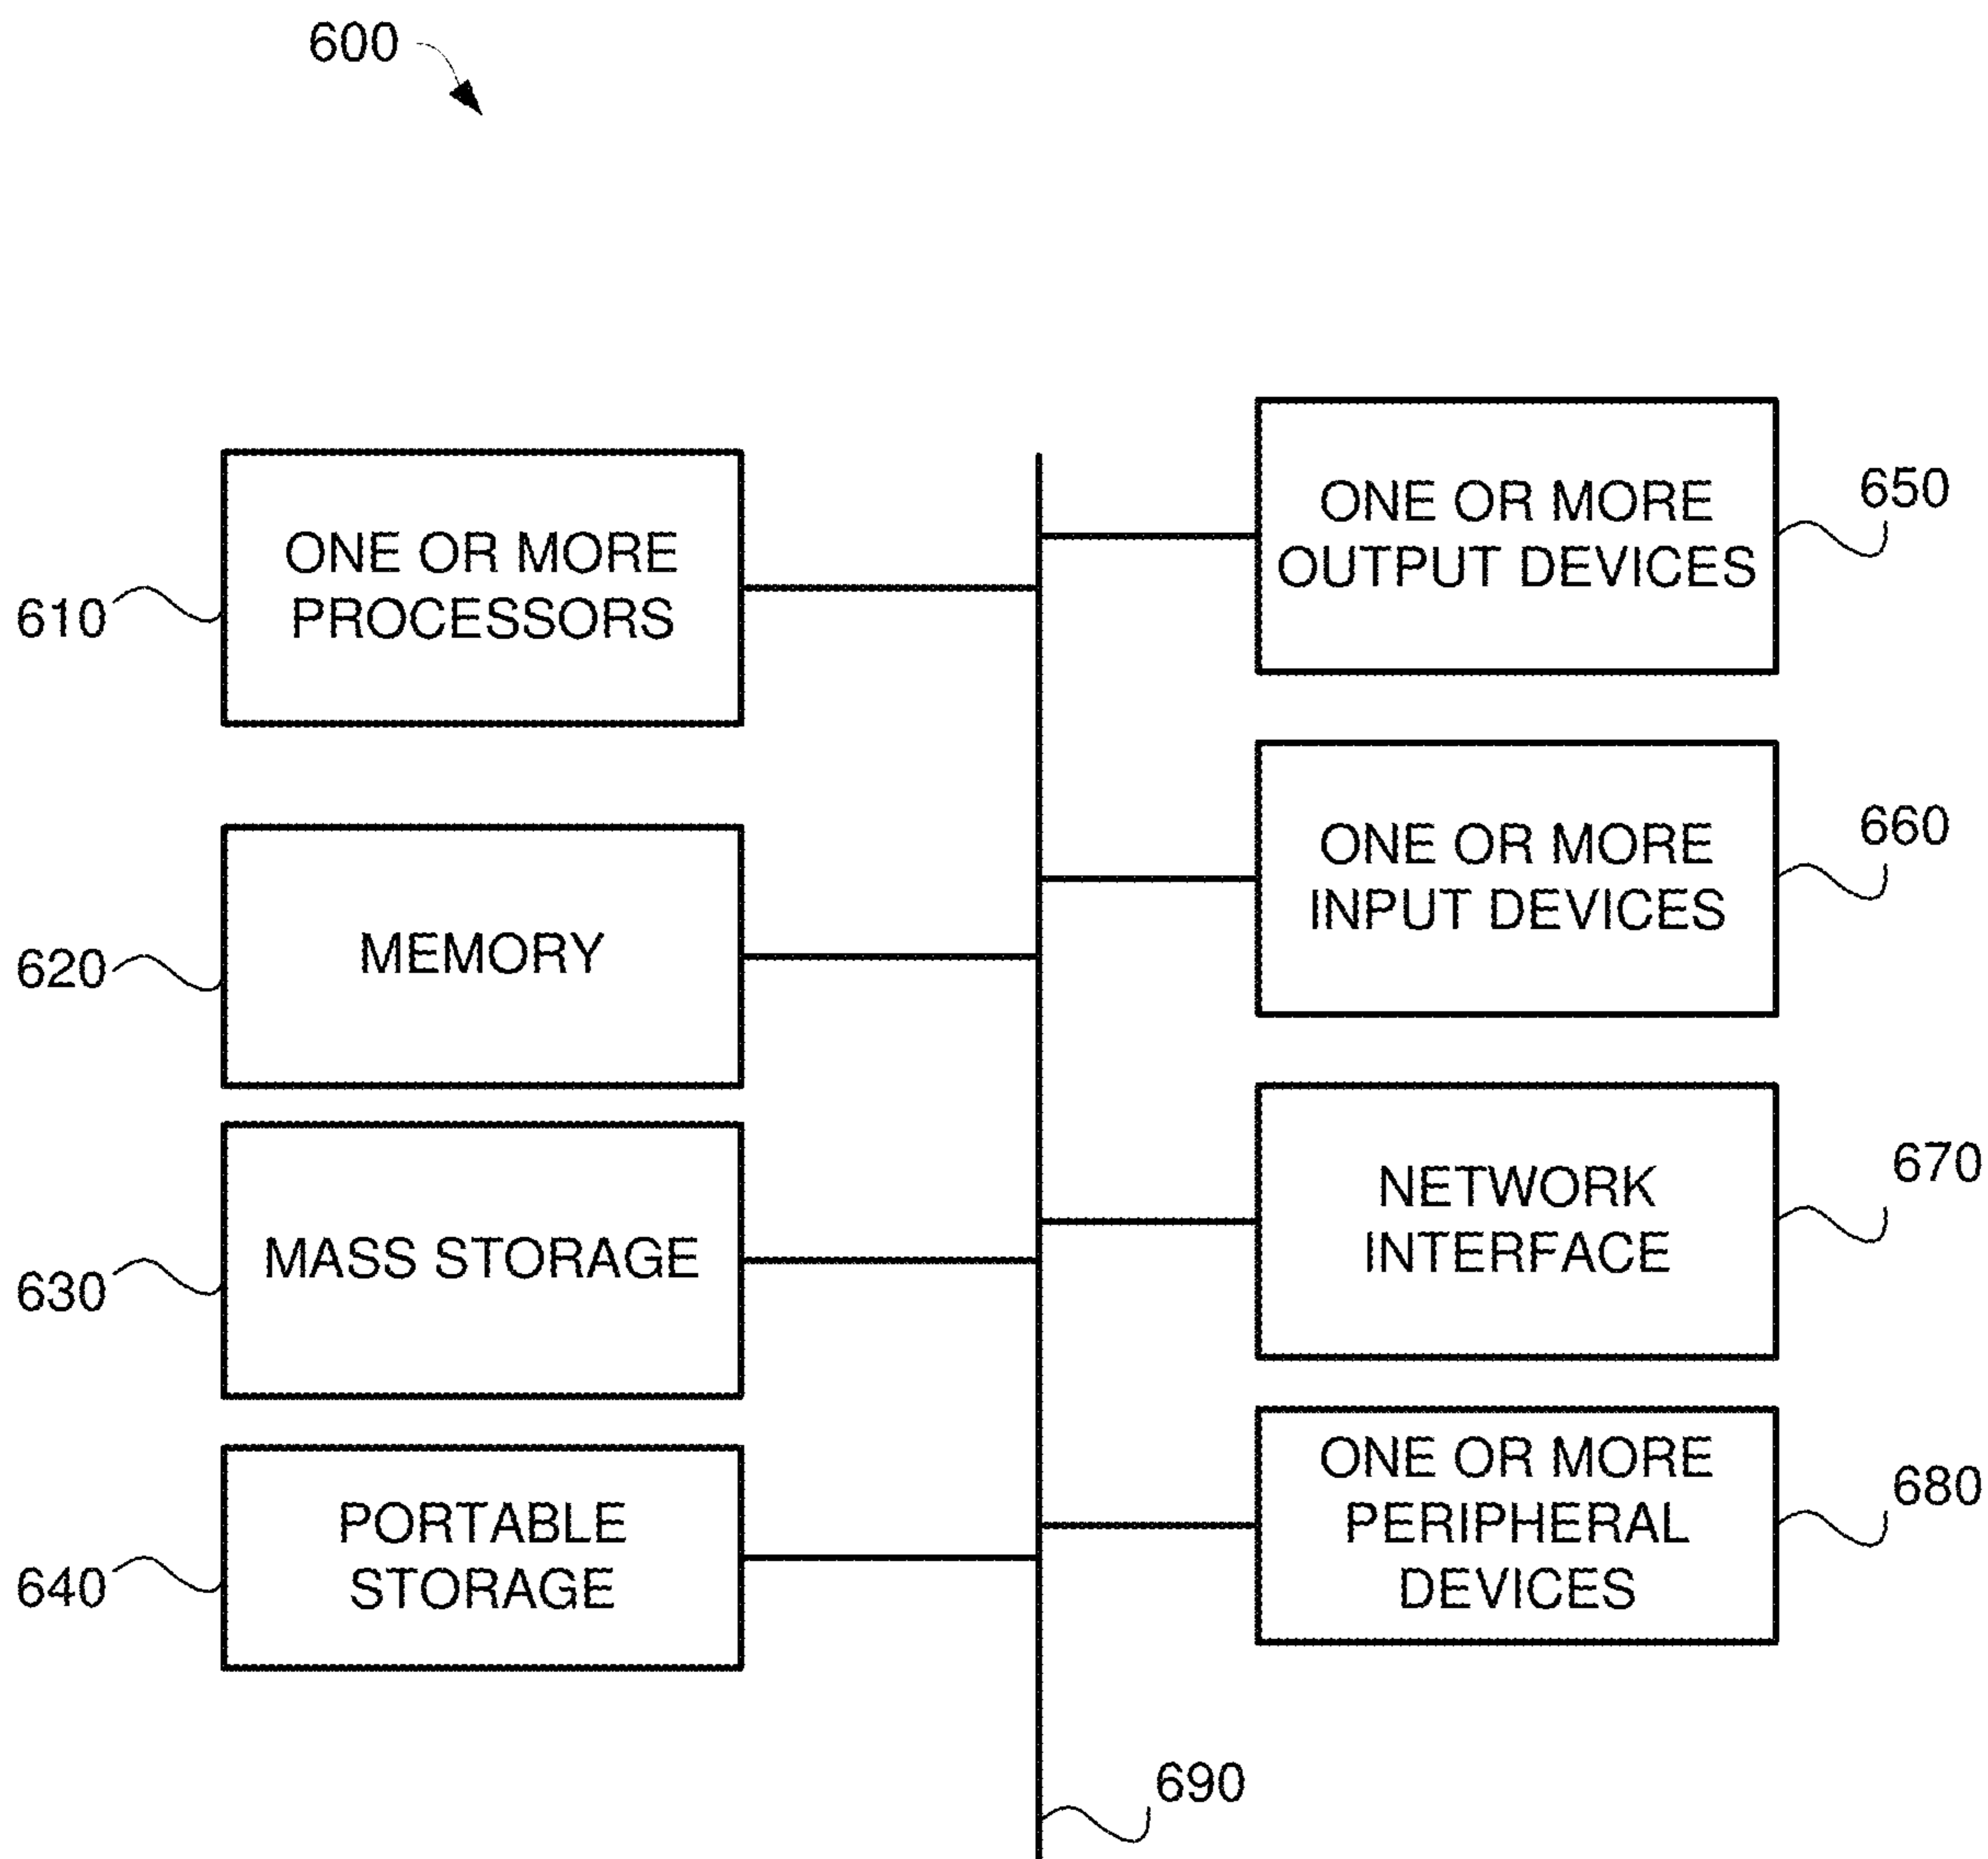 600
ONE OR MORE
PROCESSORS
610
MEMORY
620
MASS STORAGE
630
PORTABLE
STORAGE
640
ONE OR MORE
OUTPUT DEVICES
650
ONE OR MORE
INPUT DEVICES
660
NETWORK
INTERFACE
670
ONE OR MORE
PERIPHERAL
DEVICES
680
690